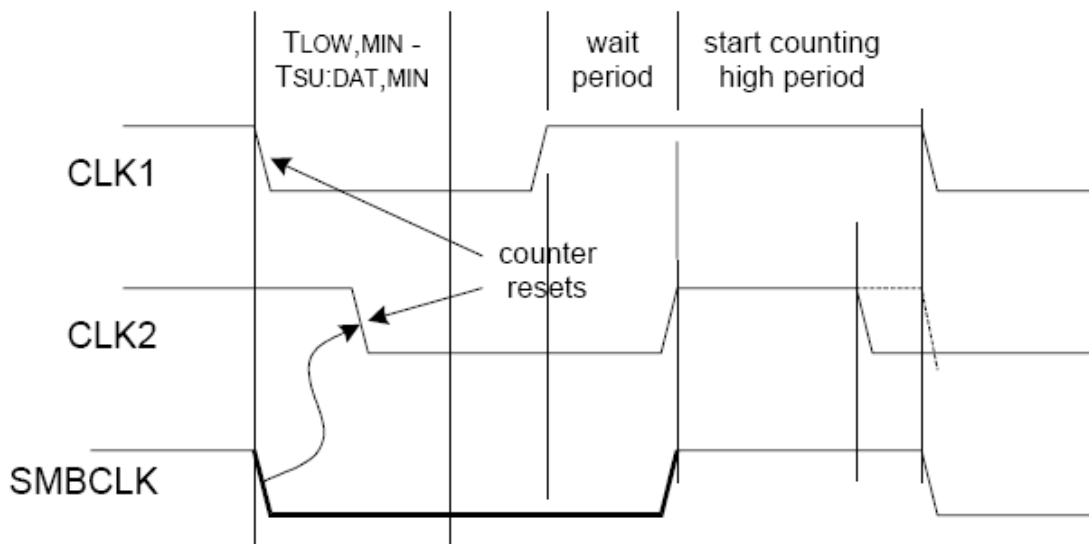 TLOW,MIN -
TSU:DAT,MIN
wait
period
start counting
high period
CLK1
counter
resets
CLK2
SMBCLK